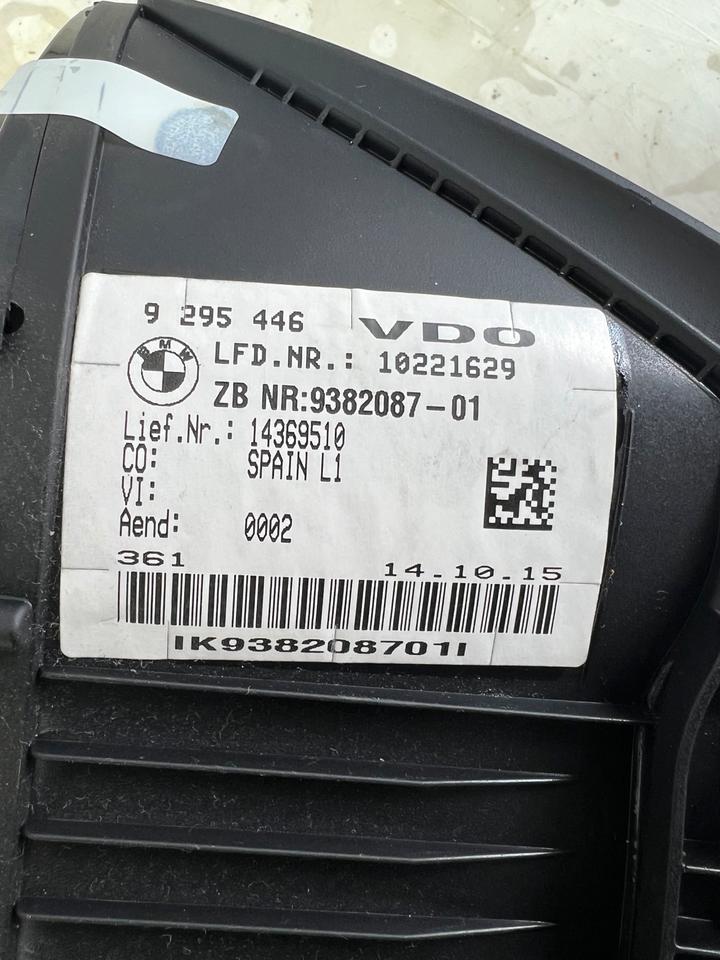 9 295 446 VDO
BMW
LFD.NR.: 10221629
ZB NR:9382087-01
Lief.Nr.: 14369510
CO: SPAIN L1
VI:
Aend: 0002
361 14.10.15
IK938208701I